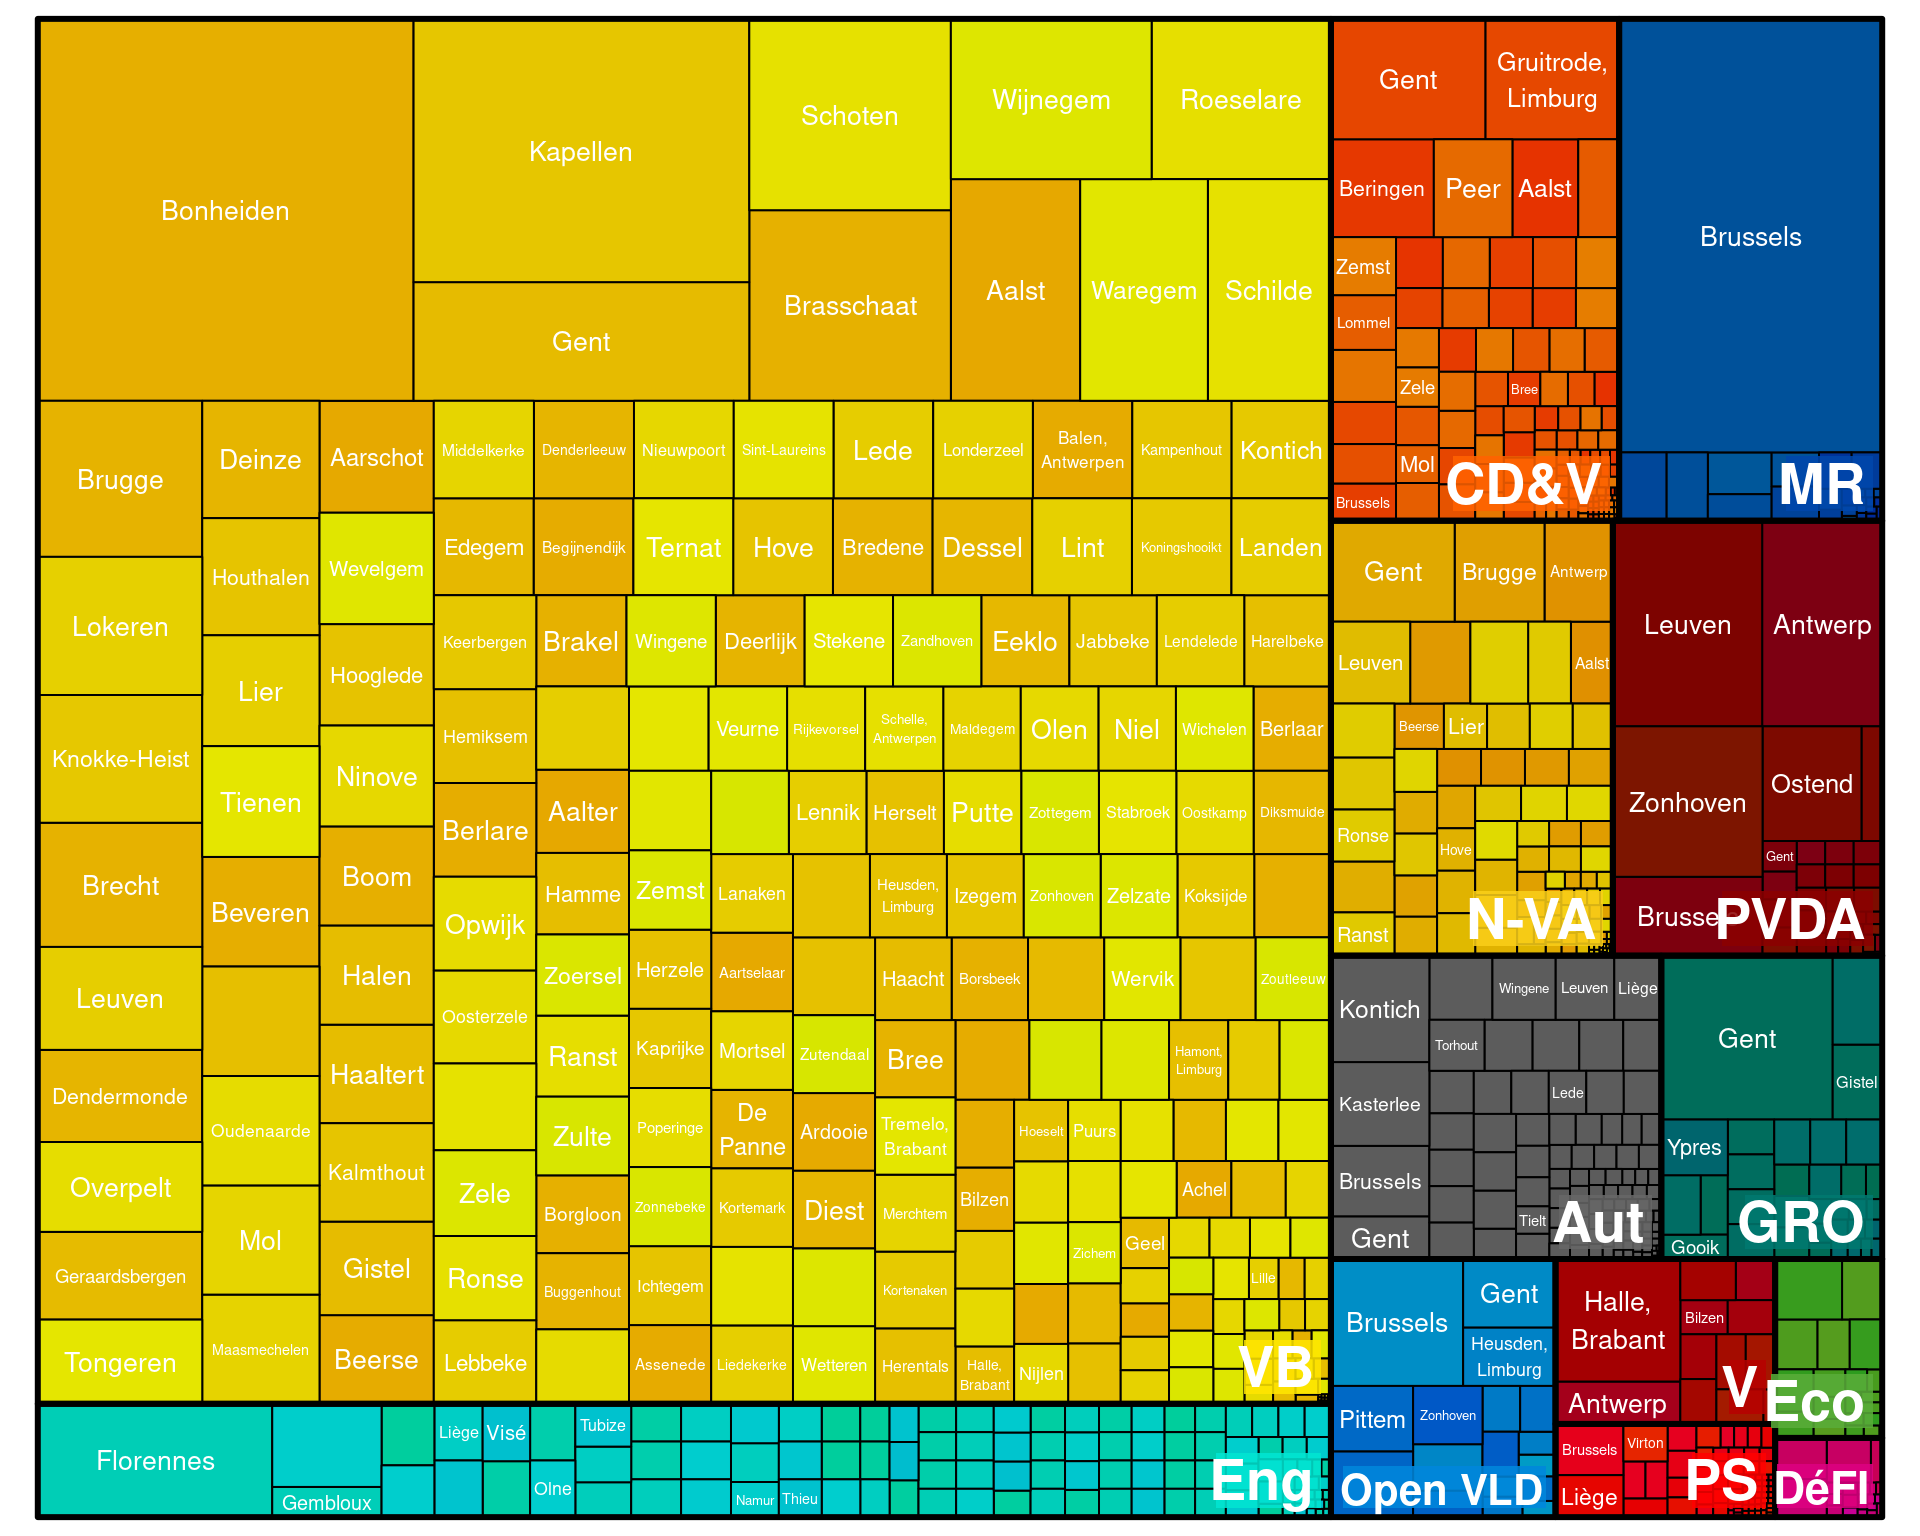 Bonheiden
Kapellen
Gent
Schoten
Brasschaat
Wijnegem
Roeselare
Aalst
Waregem
Schilde
Brugge
Lokeren
Knokke-Heist
Brecht
Leuven
Dendermonde
Overpelt
Geraardsbergen
Tongeren
Deinze
Houthalen
Lier
Tienen
Beveren
Oudenaarde
Mol
Maasmechelen
Aarschot
Wevelgem
Hooglede
Ninove
Boom
Halen
Haaltert
Kalmthout
Gistel
Beerse
Middelkerke
Denderleeuw
Nieuwpoort
Sint-Laureins
Lede
Londerzeel
Balen,
Antwerpen
Kampenhout
Kontich
Edegem
Begijnendijk
Ternat
Hove
Bredene
Dessel
Lint
Koningshooikt
Landen
Keerbergen
Brakel
Wingene
Deerlijk
Stekene
Zandhoven
Eeklo
Jabbeke
Lendelede
Harelbeke
Hemiksem
Berlare
Opwijk
Oosterzele
Zele
Ronse
Lebbeke
Veurne
Rijkevorsel
Schelle,
Antwerpen
Maldegem
Olen
Niel
Wichelen
Berlaar
Aalter
Hamme
Zoersel
Ranst
Zulte
Borgloon
Buggenhout
Lennik
Herselt
Putte
Zottegem
Stabroek
Oostkamp
Diksmuide
Zemst
Herzele
Kaprijke
Poperinge
Zonnebeke
Ichtegem
Assenede
Lanaken
Aartselaar
Mortsel
De
Panne
Kortemark
Liedekerke
Heusden,
Limburg
Izegem
Zonhoven
Zelzate
Koksijde
Zutendaal
Ardooie
Diest
Wetteren
Haacht
Borsbeek
Wervik
Zoutleeuw
Bree
Tremelo,
Brabant
Merchtem
Kortenaken
Herentals
Hamont,
Limburg
Bilzen
Halle,
Brabant
Hoeselt
Puurs
Zichem
Nijlen
Achel
Geel
Lille
VB
Florennes
Gembloux
Liège
Visé
Olne
Tubize
Namur
Thieu
Eng
Gent
Gruitrode,
Limburg
Beringen
Peer
Aalst
Zemst
Lommel
Brussels
Zele
Mol
Bree
CD&V
Brussels
MR
Gent
Brugge
Antwerp
Leuven
Aalst
Ronse
Ranst
Beerse
Lier
Hove
N-VA
Leuven
Antwerp
Zonhoven
Ostend
Gent
PVDA
Kontich
Kasterlee
Brussels
Gent
Wingene
Leuven
Liège
Torhout
Lede
Tielt
Aut
Gent
Gistel
Ypres
Gooik
GRO
Brussels
Gent
Heusden,
Limburg
Pittem
Zonhoven
Open VLD
Halle,
Brabant
Antwerp
Bilzen
V
Eco
Brussels
Liège
Virton
PS
DéFI